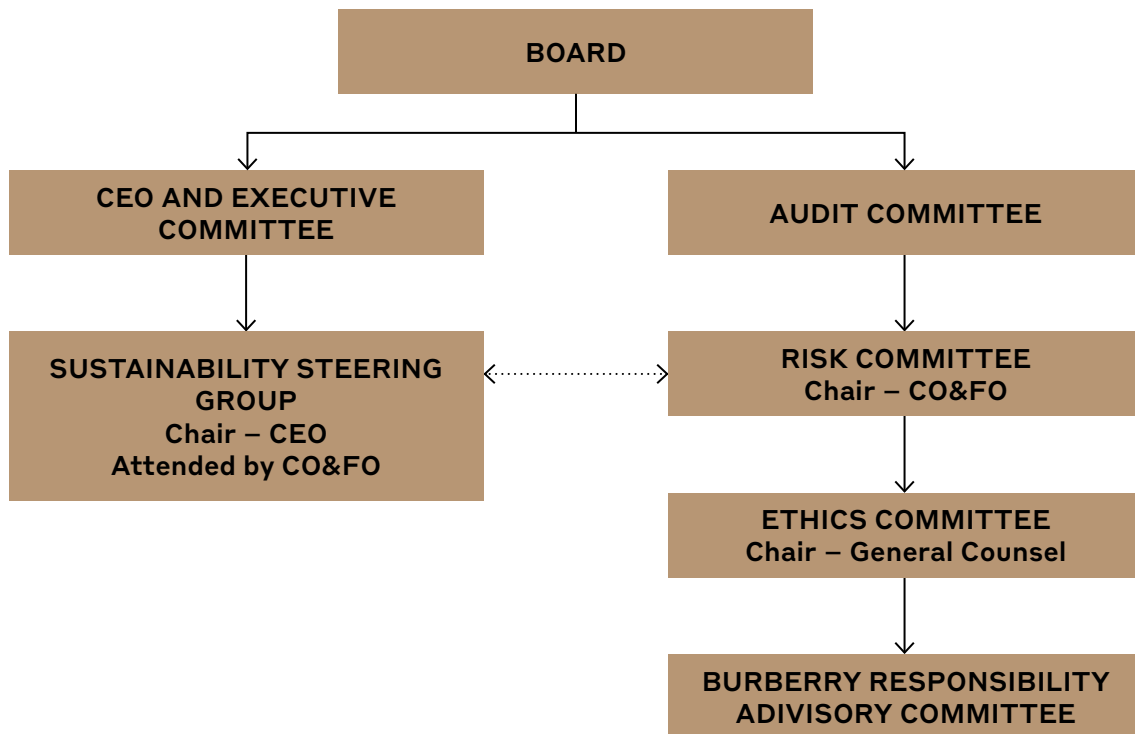 BOARD
CEO AND EXECUTIVE
COMMITTEE
AUDIT COMMITTEE
SUSTAINABILITY STEERING
GROUP
Chair – CEO
Attended by CO&FO
RISK COMMITTEE
Chair – CO&FO
ETHICS COMMITTEE
Chair – General Counsel
BURBERRY RESPONSIBILITY
ADIVISORY COMMITTEE